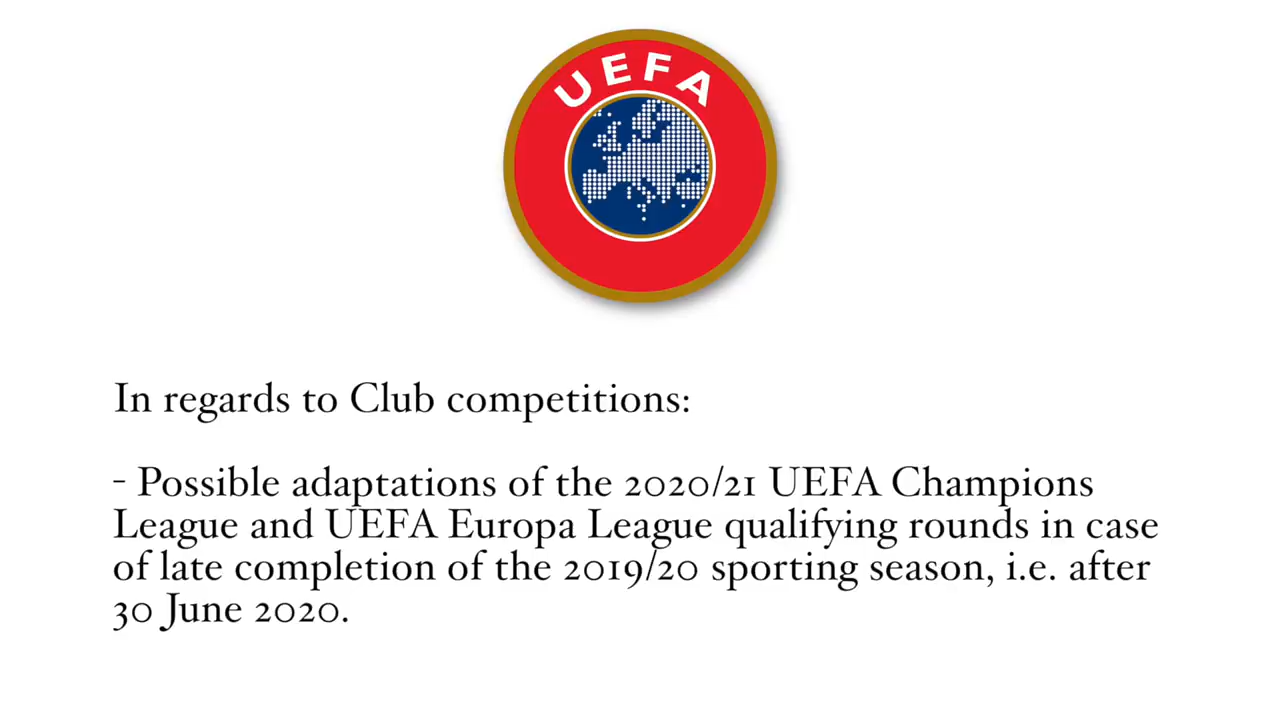 UEFA
In regards to Club competitions:
- Possible adaptations of the 2020/21 UEFA Champions
League and UEFA Europa League qualifying rounds in case
of late completion of the 2019/20 sporting season, i.e. after
30 June 2020.